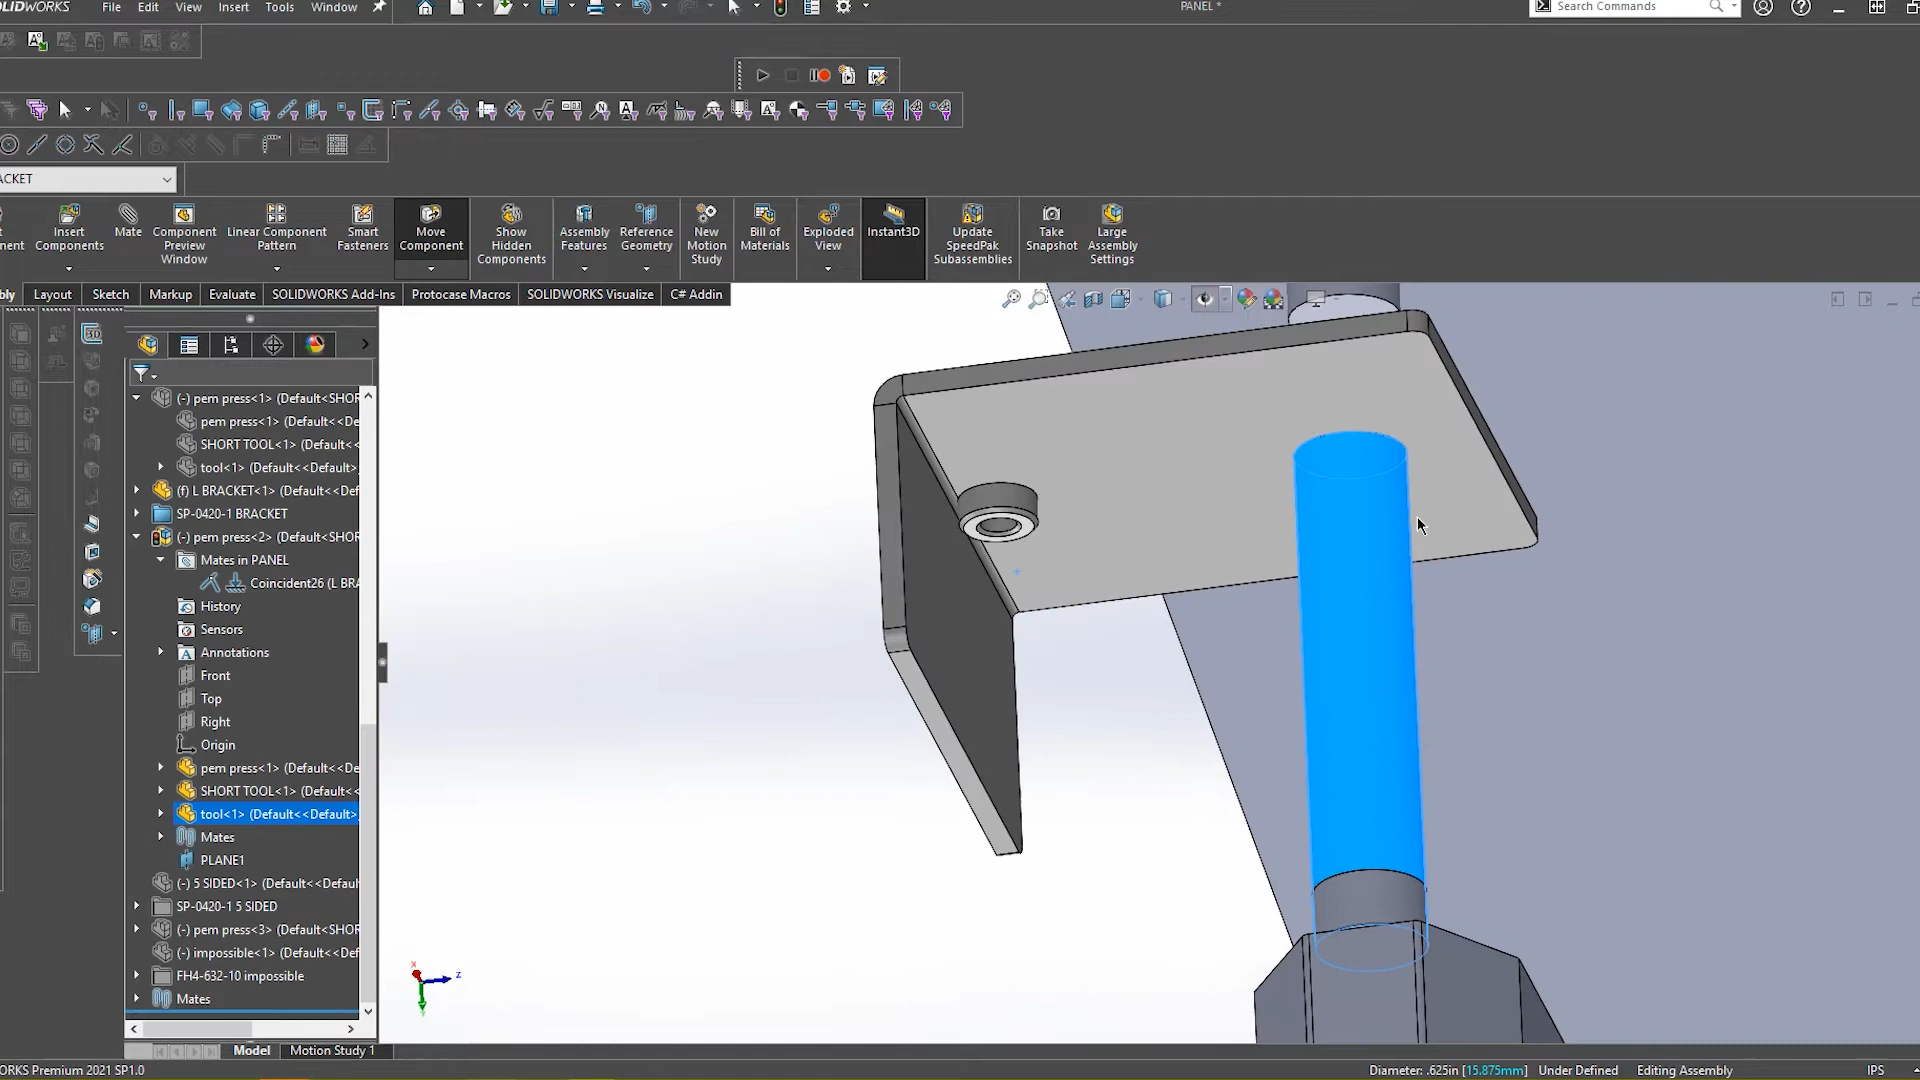 SOLIDWORKS
File Edit View Insert Tools Window
PANEL *
Search Commands
ACKET
Insert Components
Mate
Component Preview Window
Linear Component Pattern
Smart Fasteners
Move Component
Show Hidden Components
Assembly Features
Reference Geometry
New Motion Study
Bill of Materials
Exploded View
Instant3D
Update SpeedPak Subassemblies
Take Snapshot
Large Assembly Settings
bly Layout Sketch Markup Evaluate SOLIDWORKS Add-Ins Protocase Macros SOLIDWORKS Visualize C# Addin
(-) pem press<1> (Default<SHOR
pem press<1> (Default<<De
SHORT TOOL<1> (Default<<
tool<1> (Default<<Default>
(f) L BRACKET<1> (Default<<Def
SP-0420-1 BRACKET
(-) pem press<2> (Default<SHOR
Mates in PANEL
Coincident26 (L BRA
History
Sensors
Annotations
Front
Top
Right
Origin
pem press<1> (Default<<De
SHORT TOOL<1> (Default<<
tool<1> (Default<<Default>
Mates
PLANE1
(-) 5 SIDED<1> (Default<<Defaul
SP-0420-1 5 SIDED
(-) pem press<3> (Default<SHOR
(-) impossible<1> (Default<<Def
FH4-632-10 impossible
Mates
x
z
Y
Model Motion Study 1
ORKS Premium 2021 SP1.0
Diameter: .625in [15.875mm] Under Defined Editing Assembly IPS